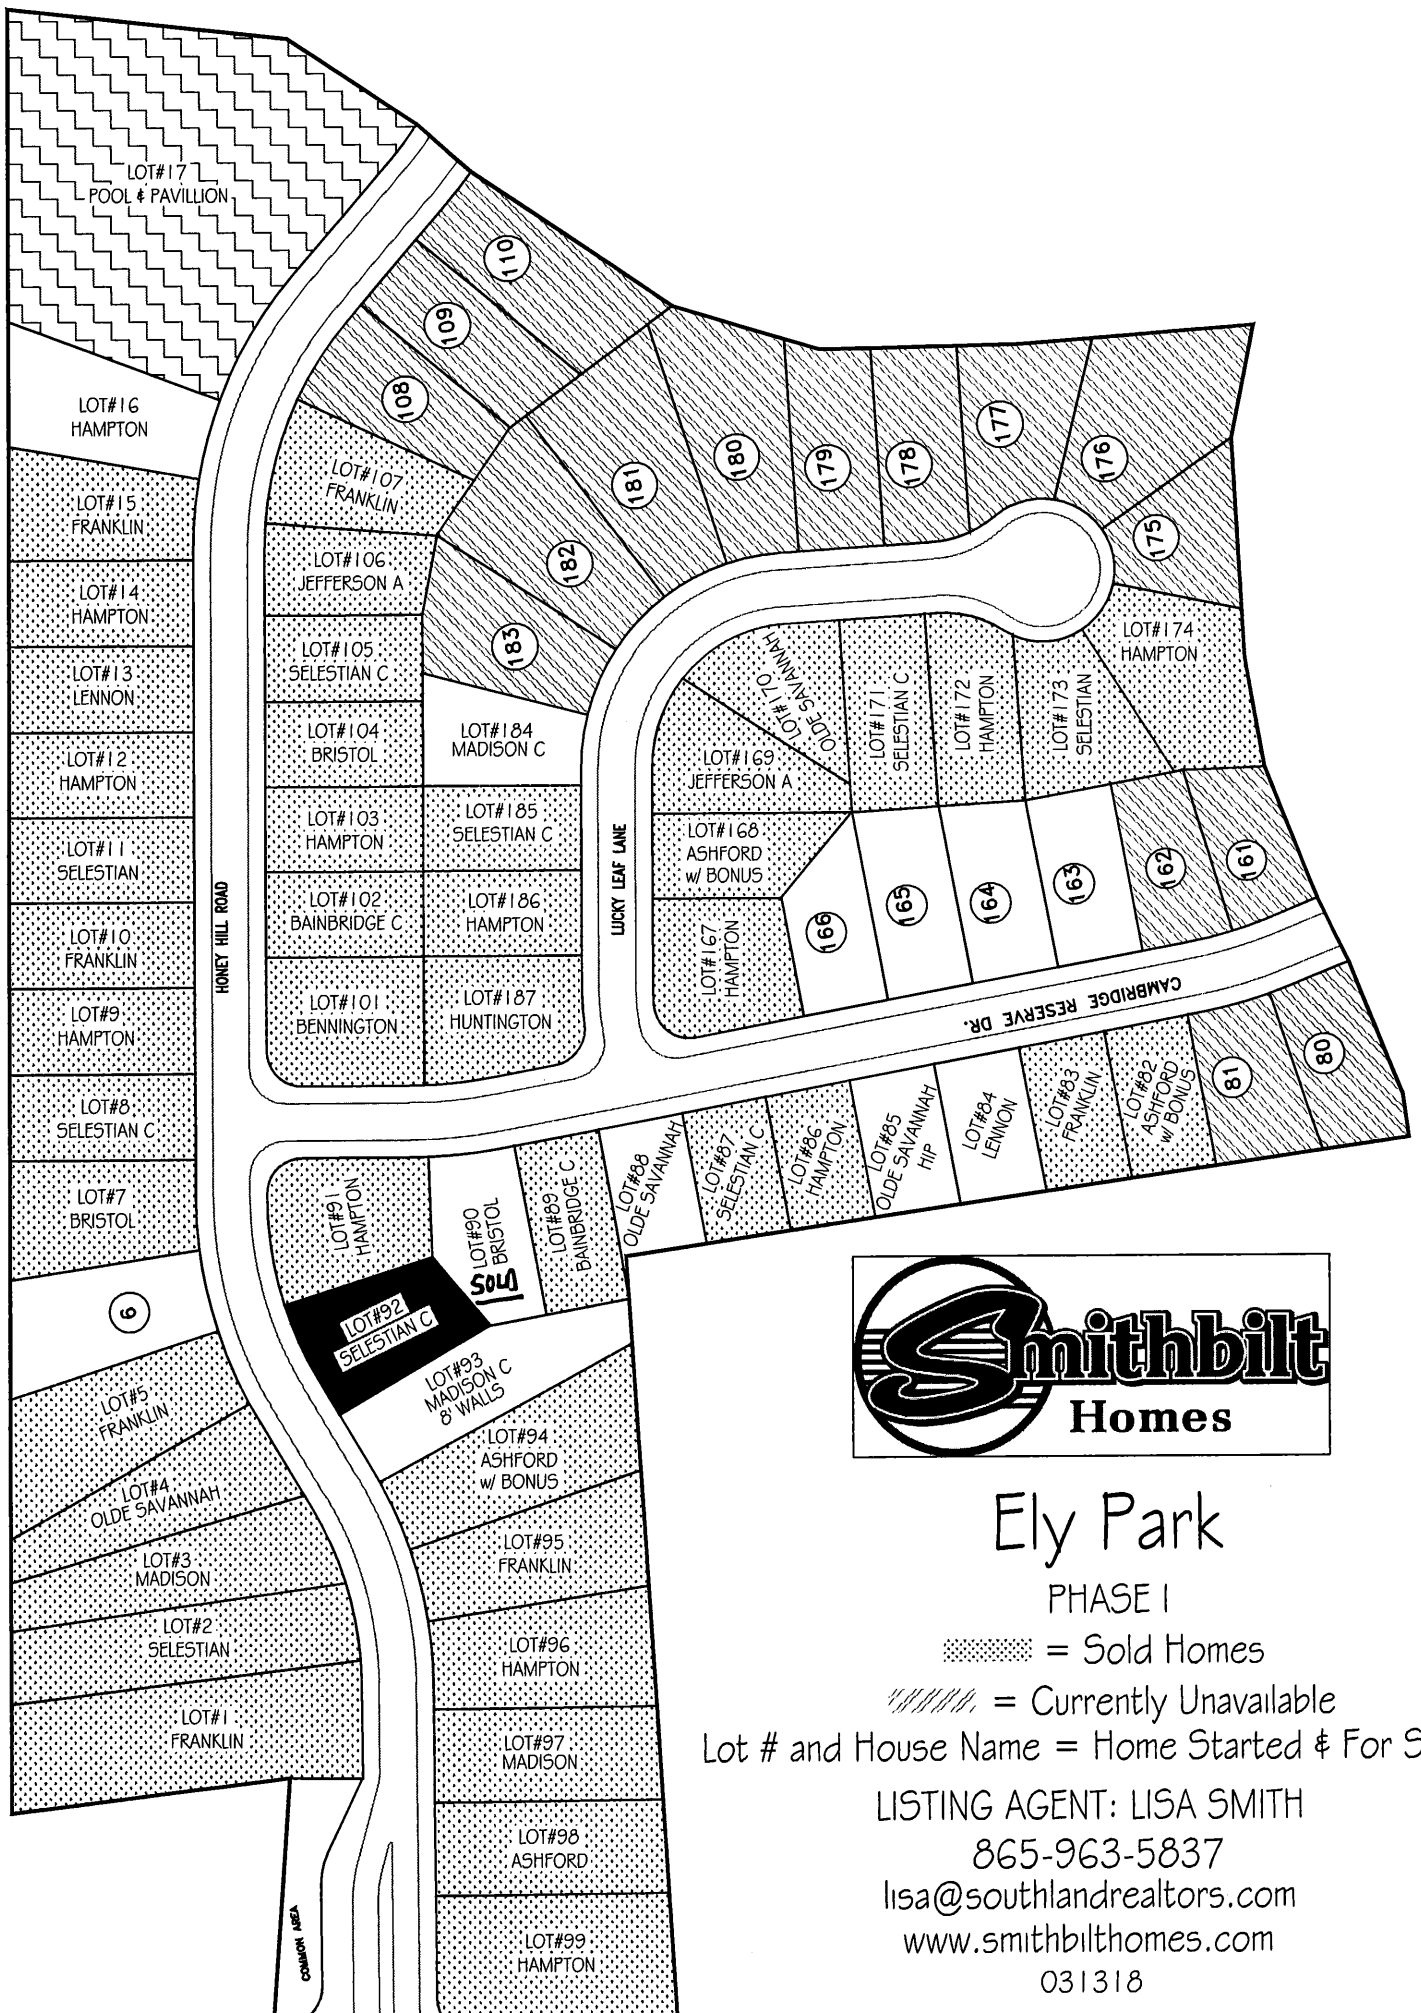 LOT#17
POOL & PAVILLION
LOT#16
HAMPTON
LOT#15
FRANKLIN
LOT#14
HAMPTON
LOT#13
LENNON
LOT#12
HAMPTON
LOT#11
SELESTIAN
LOT#10
FRANKLIN
LOT#9
HAMPTON
LOT#8
SELESTIAN C
LOT#7
BRISTOL
6
LOT#5
FRANKLIN
LOT#4
OLDE SAVANNAH
LOT#3
MADISON
LOT#2
SELESTIAN
LOT#1
FRANKLIN
COMMON AREA
HONEY HILL ROAD
110
109
108
LOT#107
FRANKLIN
LOT#106
JEFFERSON A
LOT#105
SELESTIAN C
LOT#104
BRISTOL
LOT#103
HAMPTON
LOT#102
BAINBRIDGE C
LOT#101
BENNINGTON
183
182
181
180
179
178
177
176
175
LOT#184
MADISON C
LOT#185
SELESTIAN C
LOT#186
HAMPTON
LOT#187
HUNTINGTON
LUCKY LEAF LANE
LOT#174
HAMPTON
LOT#173
SELESTIAN
LOT#172
HAMPTON
LOT#171
SELESTIAN C
LOT#170
OLDE SAVANNAH
LOT#169
JEFFERSON A
LOT#168
ASHFORD
w/ BONUS
LOT#167
HAMPTON
166
165
164
163
162
161
CAMBRIDGE RESERVE DR.
80
81
LOT#82
ASHFORD
w/ BONUS
LOT#83
FRANKLIN
LOT#84
LENNON
LOT#85
OLDE SAVANNAH
HIP
LOT#86
HAMPTON
LOT#87
SELESTIAN C
LOT#88
OLDE SAVANNAH
LOT#89
BAINBRIDGE C
LOT#90
BRISTOL
SOLD
LOT#91
HAMPTON
LOT#92
SELESTIAN C
LOT#93
MADISON C
8' WALLS
LOT#94
ASHFORD
w/ BONUS
LOT#95
FRANKLIN
LOT#96
HAMPTON
LOT#97
MADISON
LOT#98
ASHFORD
LOT#99
HAMPTON
Smithbilt
Homes
Ely Park
PHASE 1
= Sold Homes
= Currently Unavailable
Lot # and House Name = Home Started & For S
LISTING AGENT: LISA SMITH
865-963-5837
lisa@southlandrealtors.com
www.smithbilthomes.com
031318